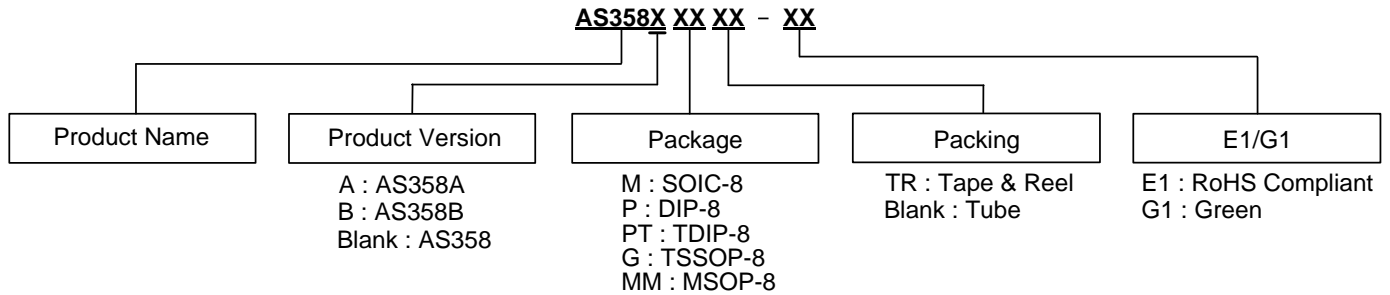 AS358X XX XX – XX
Product Name
Product Version
Package
Packing
E1/G1
A : AS358A
B : AS358B
Blank : AS358
M : SOIC-8
P : DIP-8
PT : TDIP-8
G : TSSOP-8
MM : MSOP-8
TR : Tape & Reel
Blank : Tube
E1 : RoHS Compliant
G1 : Green